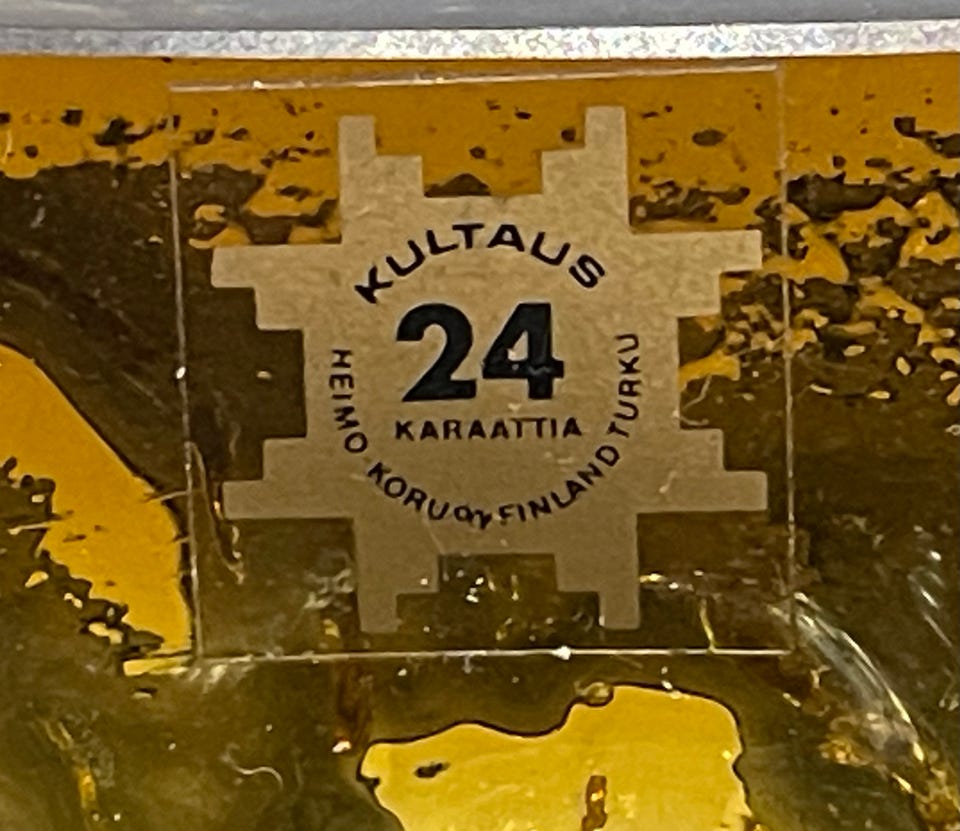 KULTAUS
24
KARAATTIA
HEIMO KORU OY FINLAND TURKU